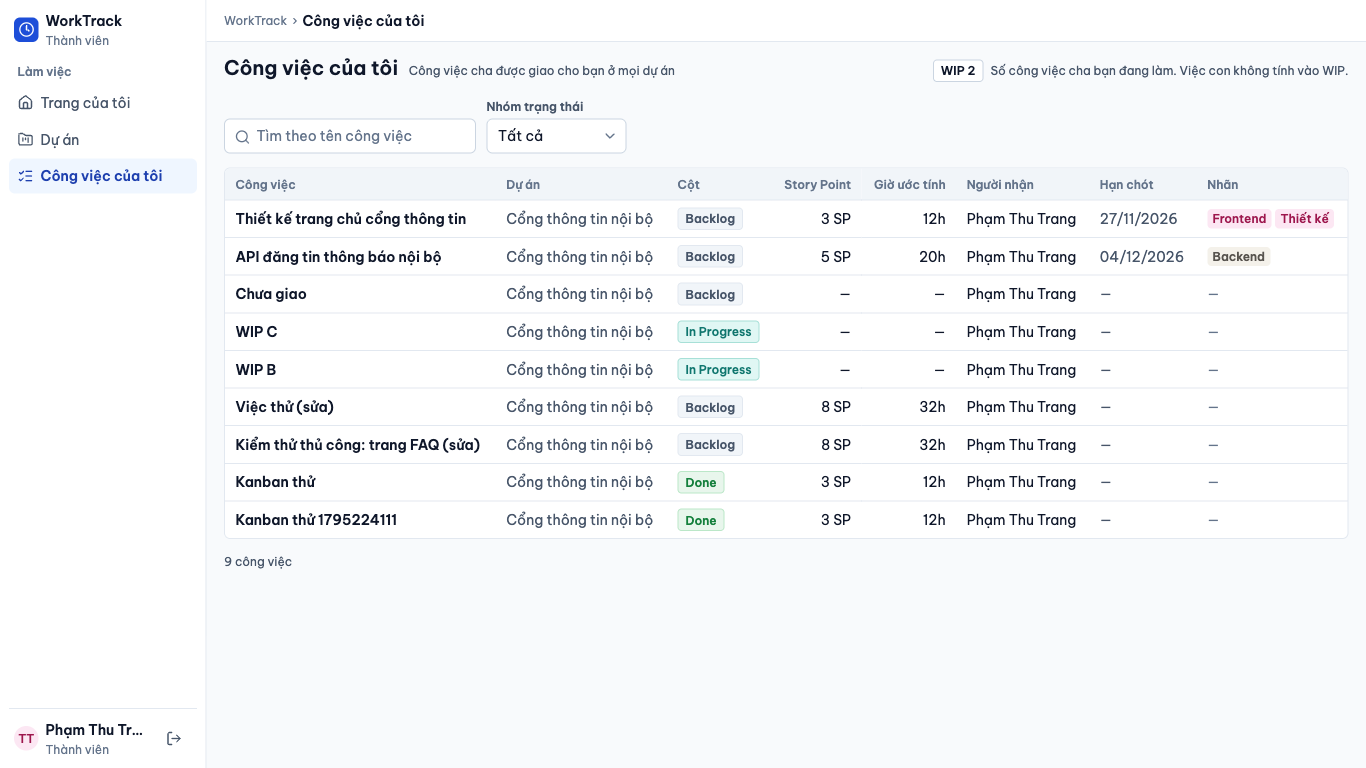 WorkTrack
Thành viên
Làm việc
Trang của tôi
Dự án
Công việc của tôi
Phạm Thu Tr...
TT
Thành viên
WorkTrack › Công việc của tôi
Công việc của tôi Công việc cha được giao cho bạn ở mọi dự án WIP 2 Số công việc cha bạn đang làm. Việc con không tính vào WIP.
Nhóm trạng thái
Tìm theo tên công việc Tất cả
Công việc Dự án Cột Story Point Giờ ước tính Người nhận Hạn chót Nhãn
Thiết kế trang chủ cổng thông tin Cổng thông tin nội bộ Backlog 3 SP 12h Phạm Thu Trang 27/11/2026 Frontend Thiết kế
API đăng tin thông báo nội bộ Cổng thông tin nội bộ Backlog 5 SP 20h Phạm Thu Trang 04/12/2026 Backend
Chưa giao Cổng thông tin nội bộ Backlog — — Phạm Thu Trang — —
WIP C Cổng thông tin nội bộ In Progress — — Phạm Thu Trang — —
WIP B Cổng thông tin nội bộ In Progress — — Phạm Thu Trang — —
Việc thử (sửa) Cổng thông tin nội bộ Backlog 8 SP 32h Phạm Thu Trang — —
Kiểm thử thủ công: trang FAQ (sửa) Cổng thông tin nội bộ Backlog 8 SP 32h Phạm Thu Trang — —
Kanban thử Cổng thông tin nội bộ Done 3 SP 12h Phạm Thu Trang — —
Kanban thử 1795224111 Cổng thông tin nội bộ Done 3 SP 12h Phạm Thu Trang — —
9 công việc